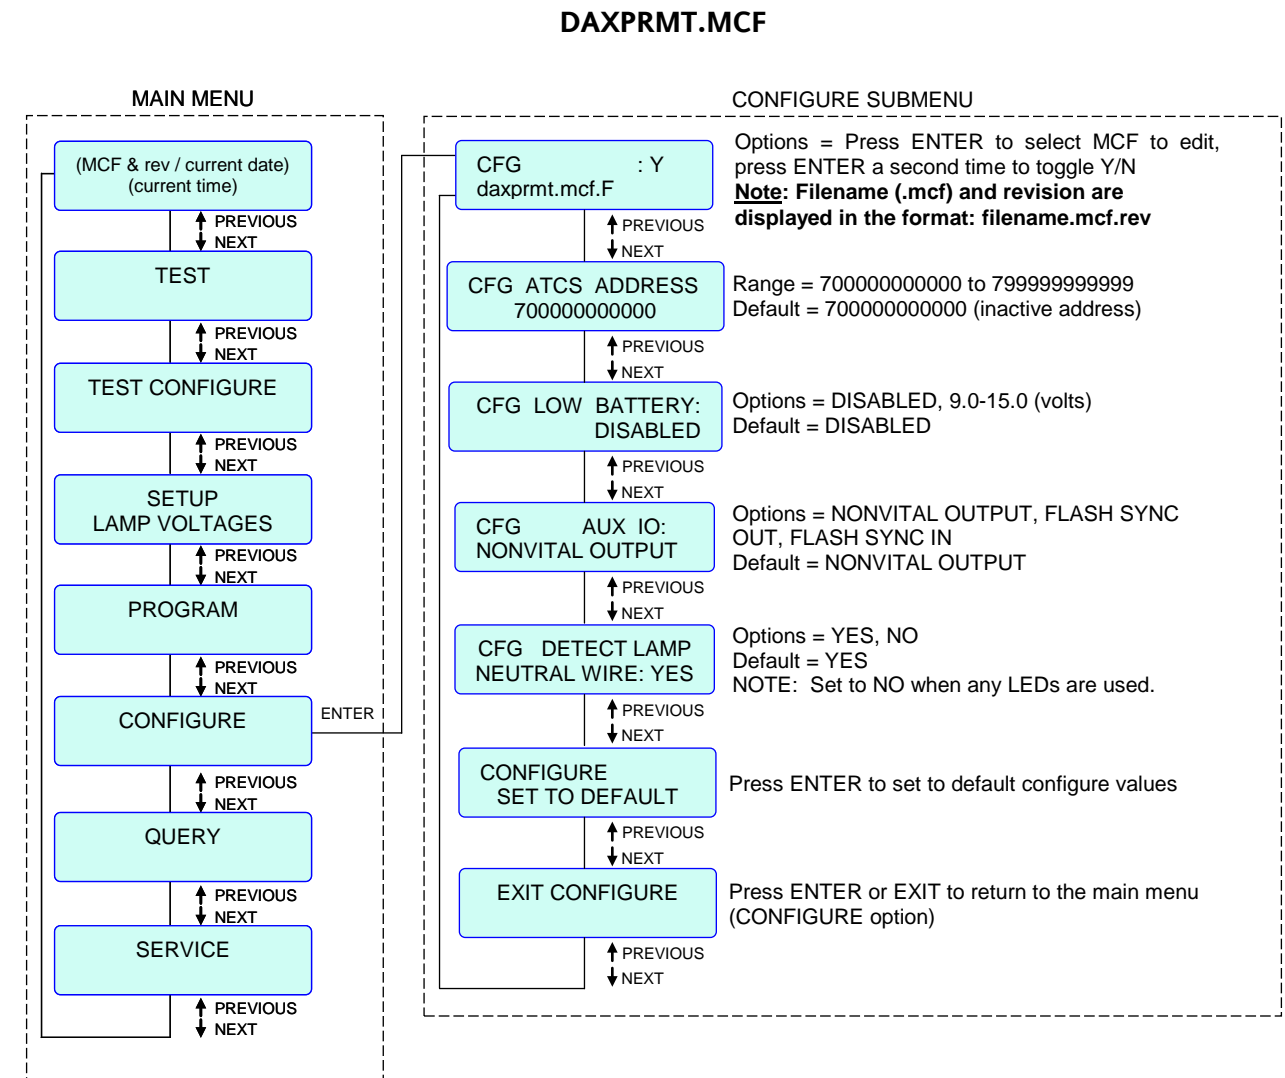 DAXPRMT.MCF
MAIN MENU
(MCF & rev / current date)
(current time)
PREVIOUS
NEXT
TEST
PREVIOUS
NEXT
TEST CONFIGURE
PREVIOUS
NEXT
SETUP
LAMP VOLTAGES
PREVIOUS
NEXT
PROGRAM
PREVIOUS
NEXT
CONFIGURE
ENTER
PREVIOUS
NEXT
QUERY
PREVIOUS
NEXT
SERVICE
PREVIOUS
NEXT
CONFIGURE SUBMENU
CFG : Y
daxprmt.mcf.F
Options = Press ENTER to select MCF to edit,
press ENTER a second time to toggle Y/N
Note: Filename (.mcf) and revision are
displayed in the format: filename.mcf.rev
PREVIOUS
NEXT
CFG ATCS ADDRESS
700000000000
Range = 700000000000 to 799999999999
Default = 700000000000 (inactive address)
PREVIOUS
NEXT
CFG LOW BATTERY:
DISABLED
Options = DISABLED, 9.0-15.0 (volts)
Default = DISABLED
PREVIOUS
NEXT
CFG AUX IO:
NONVITAL OUTPUT
Options = NONVITAL OUTPUT, FLASH SYNC
OUT, FLASH SYNC IN
Default = NONVITAL OUTPUT
PREVIOUS
NEXT
CFG DETECT LAMP
NEUTRAL WIRE: YES
Options = YES, NO
Default = YES
NOTE: Set to NO when any LEDs are used.
PREVIOUS
NEXT
CONFIGURE
SET TO DEFAULT
Press ENTER to set to default configure values
PREVIOUS
NEXT
EXIT CONFIGURE
Press ENTER or EXIT to return to the main menu
(CONFIGURE option)
PREVIOUS
NEXT